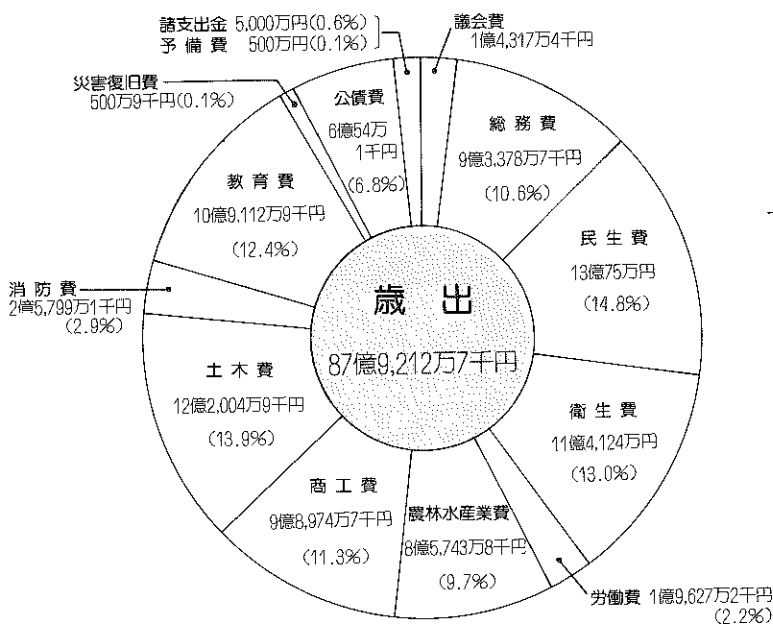 諸支出金 5,000万円(0.6%)
予備費 500万円(0.1%)
議会費
1億4,317万4千円
災害復旧費
500万9千円(0.1%)
公債費
6億54万
1千円
(6.8%)
総務費
9億3,378万7千円
(10.6%)
教育費
10億9,112万9千円
(12.4%)
民生費
13億75万円
(14.8%)
消防費
2億5,799万1千円
(2.9%)
歳出
87億9,212万7千円
土木費
12億2,004万9千円
(13.9%)
衛生費
11億4,124万円
(13.0%)
商工費
9億8,974万7千円
(11.3%)
農林水産業費
8億5,743万8千円
(9.7%)
労働費 1億9,627万2千円
(2.2%)